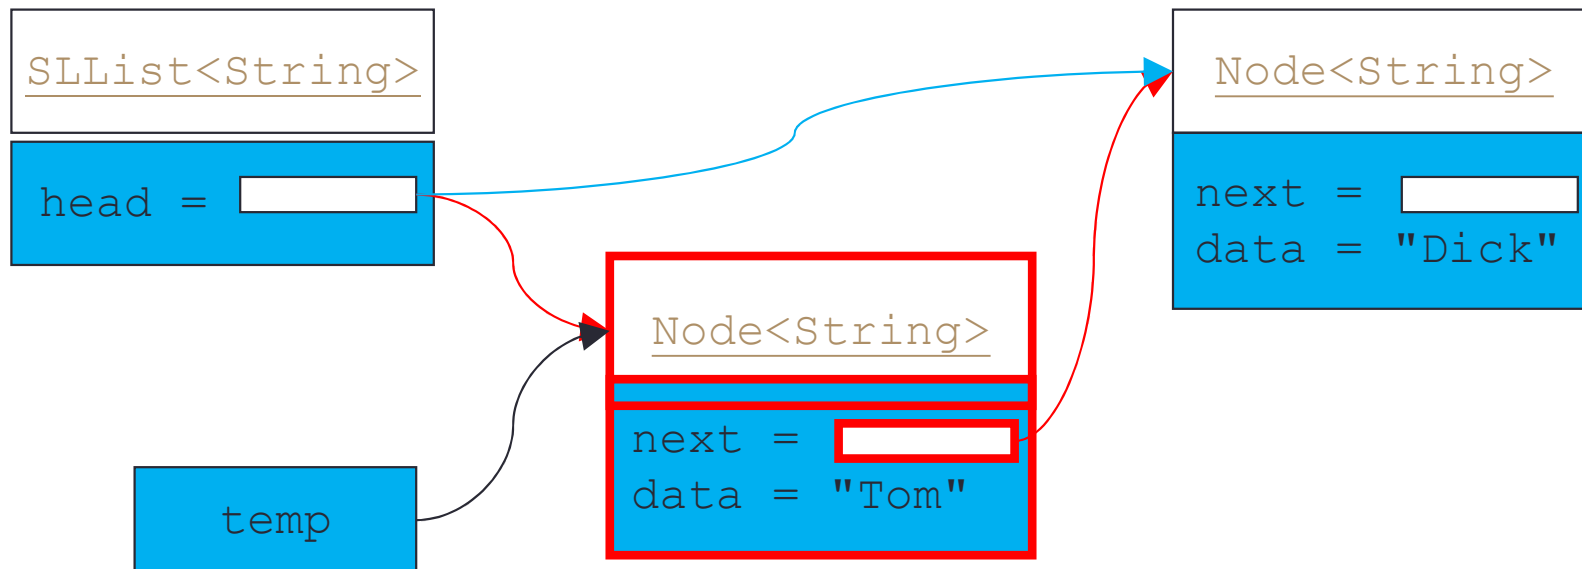 SLList<String>
head =
Node<String>
next =
data = "Dick"
Node<String>
next =
data = "Tom"
temp